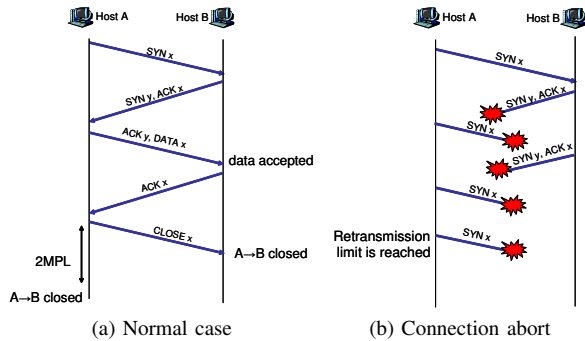 Host A
Host B
SYN x
SYN y, ACK x
ACK y, DATA x
data accepted
ACK x
CLOSE x
2MPL
A→B closed
A→B closed
(a) Normal case
Host A
Host B
SYN x
SYN y, ACK x
SYN x
SYN y, ACK x
SYN x
Retransmission
limit is reached
SYN x
(b) Connection abort